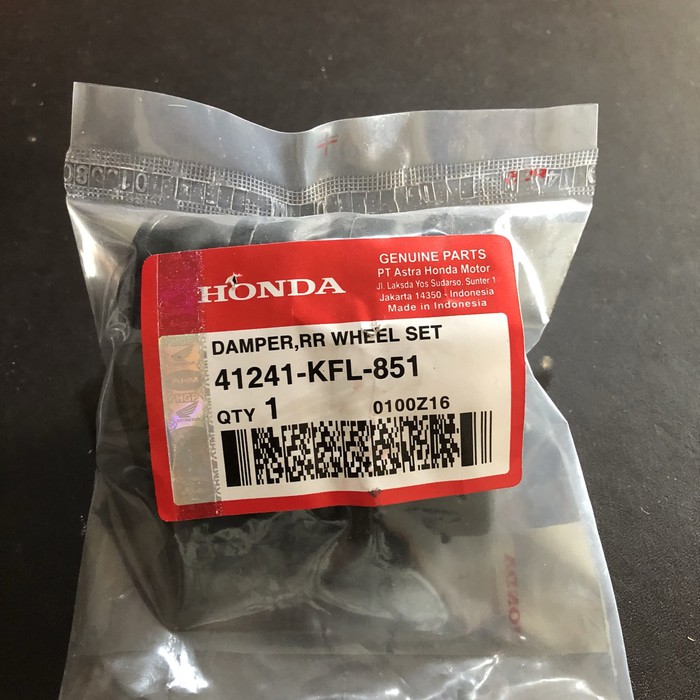 HONDA
GENUINE PARTS
PT Astra Honda Motor
Jl. Laksda Yos Sudarso, Sunter 1
Jakarta 14350 - Indonesia
Made in Indonesia
DAMPER,RR WHEEL SET
41241-KFL-851
QTY 1
0100Z16
HONDA